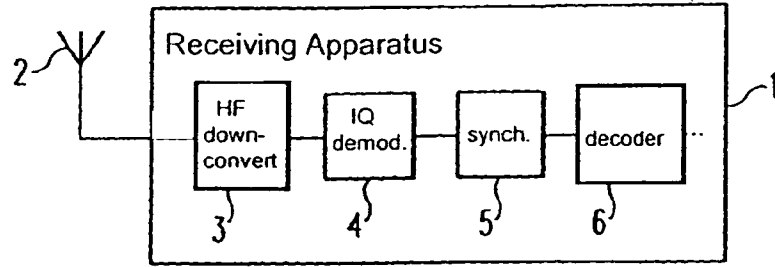 Receiving Apparatus
2
HF
down-
convert
IQ
demod.
synch.
decoder
...
1
3
4
5
6